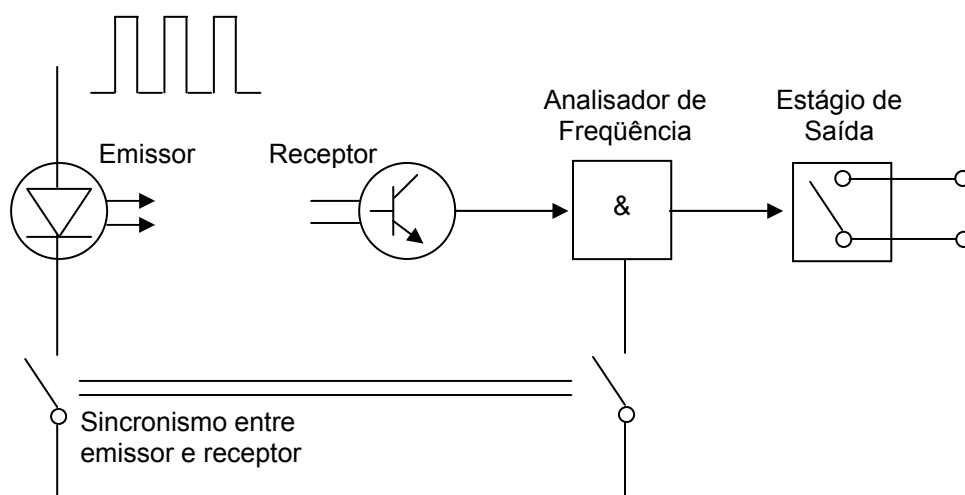 Analisador de
Freqüência
Estágio de
Saída
Emissor
Receptor
&
Sincronismo entre
emissor e receptor